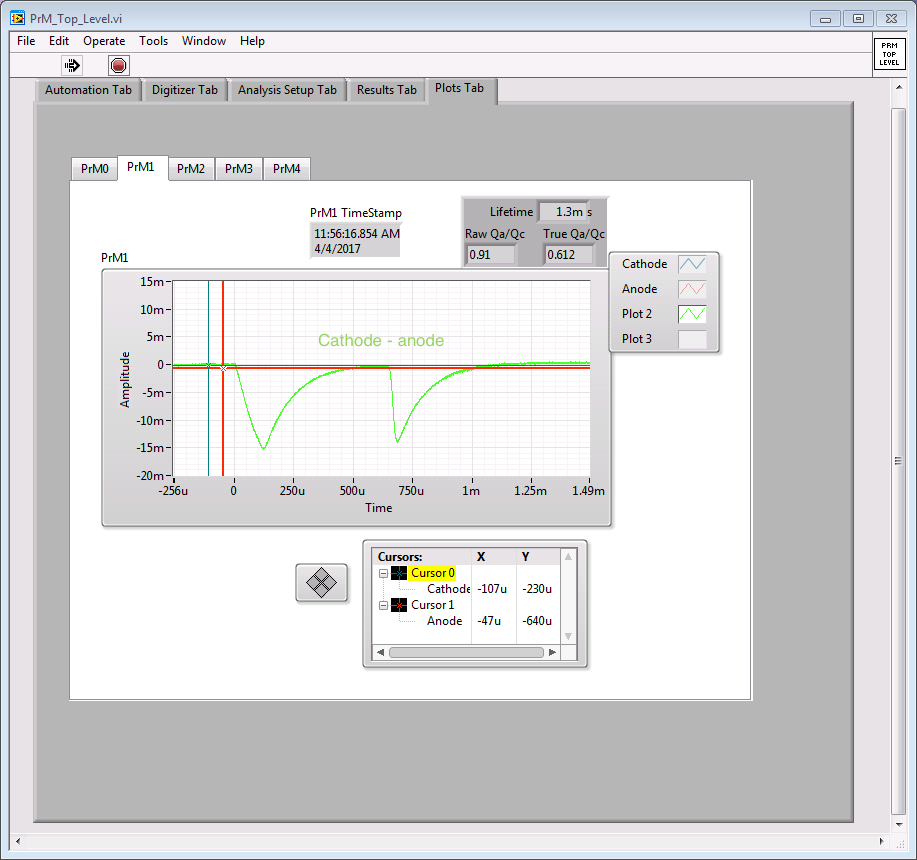 PrM_Top_Level.vi
File Edit Operate Tools Window Help
PRM
TOP
LEVEL
Automation Tab Digitizer Tab Analysis Setup Tab Results Tab Plots Tab
PrM0 PrM1 PrM2 PrM3 PrM4
PrM1 TimeStamp
11:56:16.854 AM
4/4/2017
Lifetime 1.3m s
Raw Qa/Qc True Qa/Qc
0.91 0.612
PrM1
Cathode
Anode
Plot 2
Plot 3
Cathode - anode
Amplitude
15m
10m
5m
0
-5m
-10m
-15m
-20m
-256u 0 250u 500u 750u 1m 1.25m 1.49m
Time
Cursors: X Y
Cursor 0
Cathode -107u -230u
Cursor 1
Anode -47u -640u